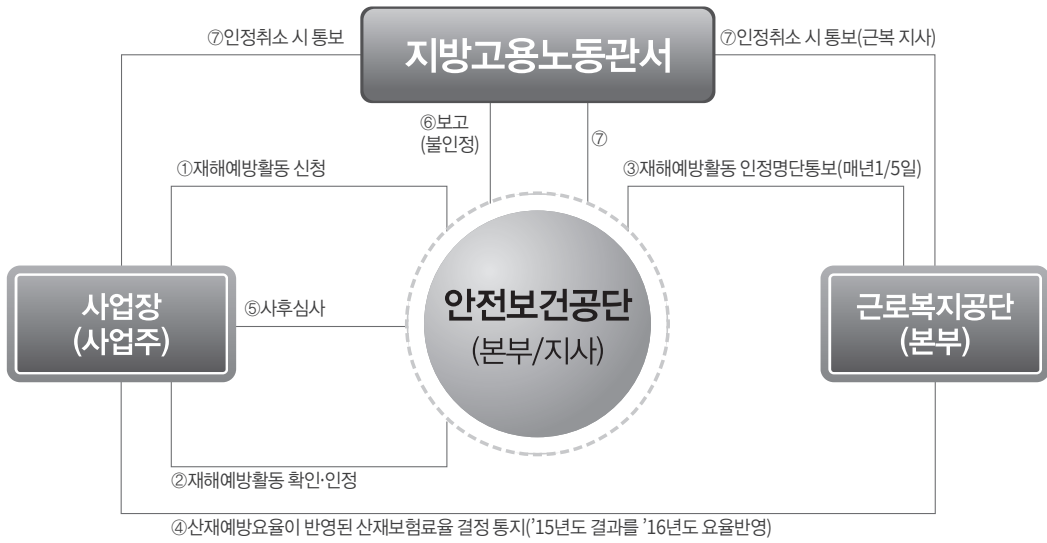 ⑦인정취소 시 통보
지방고용노동관서
⑦인정취소 시 통보(근복 지사)
⑥보고
(불인정)
⑦
①재해예방활동 신청
③재해예방활동 인정명단통보(매년1/5일)
사업장
(사업주)
⑤사후심사
안전보건공단
(본부/지사)
근로복지공단
(본부)
②재해예방활동 확인·인정
④산재예방요율이 반영된 산재보험료율 결정 통지('15년도 결과를 '16년도 요율반영)